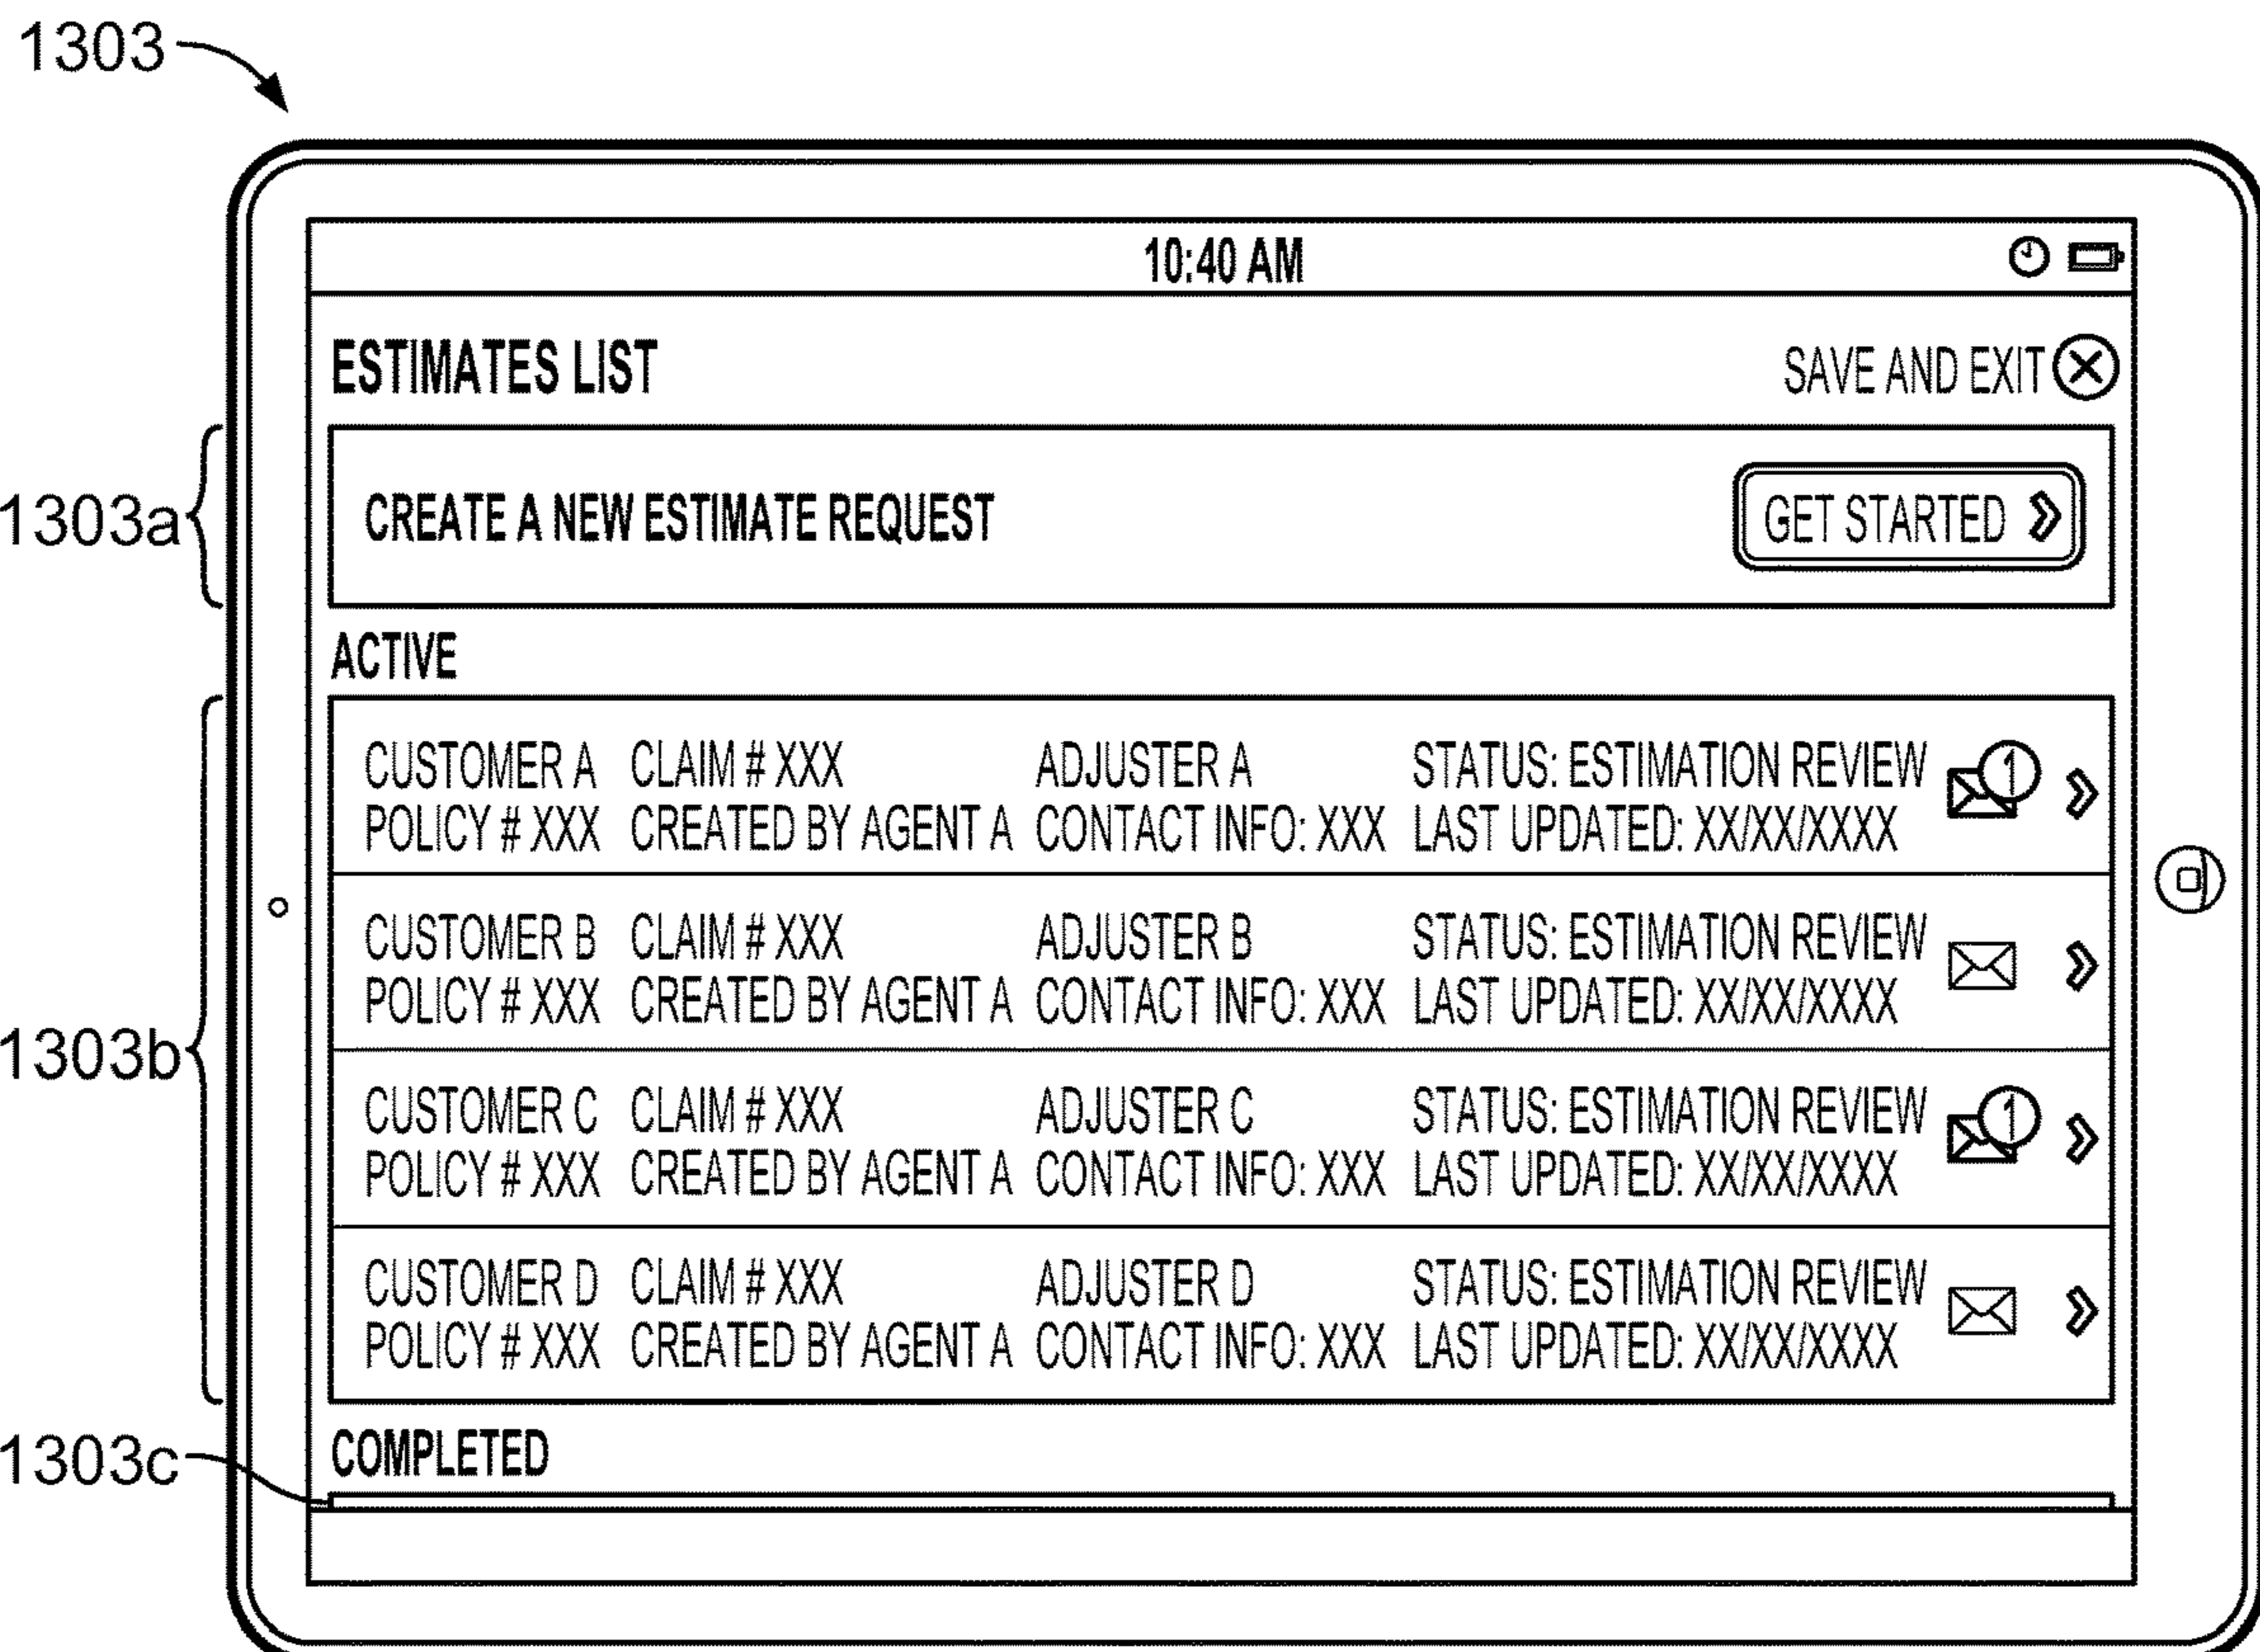 1303
10:40 AM
ESTIMATES LIST
SAVE AND EXIT
1303a
CREATE A NEW ESTIMATE REQUEST
GET STARTED
ACTIVE
1303b
CUSTOMER A CLAIM # XXX ADJUSTER A STATUS: ESTIMATION REVIEW 1
POLICY # XXX CREATED BY AGENT A CONTACT INFO: XXX LAST UPDATED: XX/XX/XXXX
CUSTOMER B CLAIM # XXX ADJUSTER B STATUS: ESTIMATION REVIEW
POLICY # XXX CREATED BY AGENT A CONTACT INFO: XXX LAST UPDATED: XX/XX/XXXX
CUSTOMER C CLAIM # XXX ADJUSTER C STATUS: ESTIMATION REVIEW 1
POLICY # XXX CREATED BY AGENT A CONTACT INFO: XXX LAST UPDATED: XX/XX/XXXX
CUSTOMER D CLAIM # XXX ADJUSTER D STATUS: ESTIMATION REVIEW
POLICY # XXX CREATED BY AGENT A CONTACT INFO: XXX LAST UPDATED: XX/XX/XXXX
1303c
COMPLETED